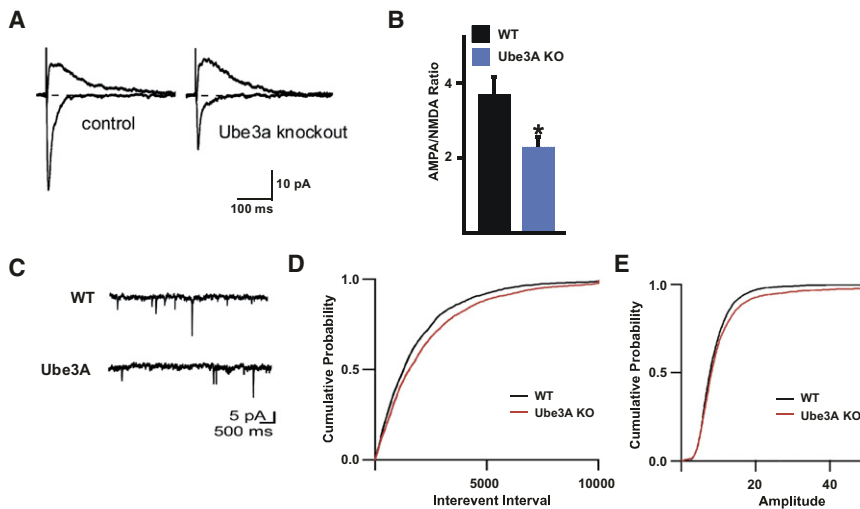 A
control
Ube3a knockout
10 pA
100 ms
B
WT
Ube3A KO
AMPA/NMDA Ratio
4
2
*
C
WT
Ube3A
5 pA
500 ms
D
Cumulative Probability
1.0
0.5
0.0
WT
Ube3A KO
5000
10000
Interevent Interval
E
Cumulative Probability
1.0
0.5
0.0
WT
Ube3A KO
20
40
Amplitude